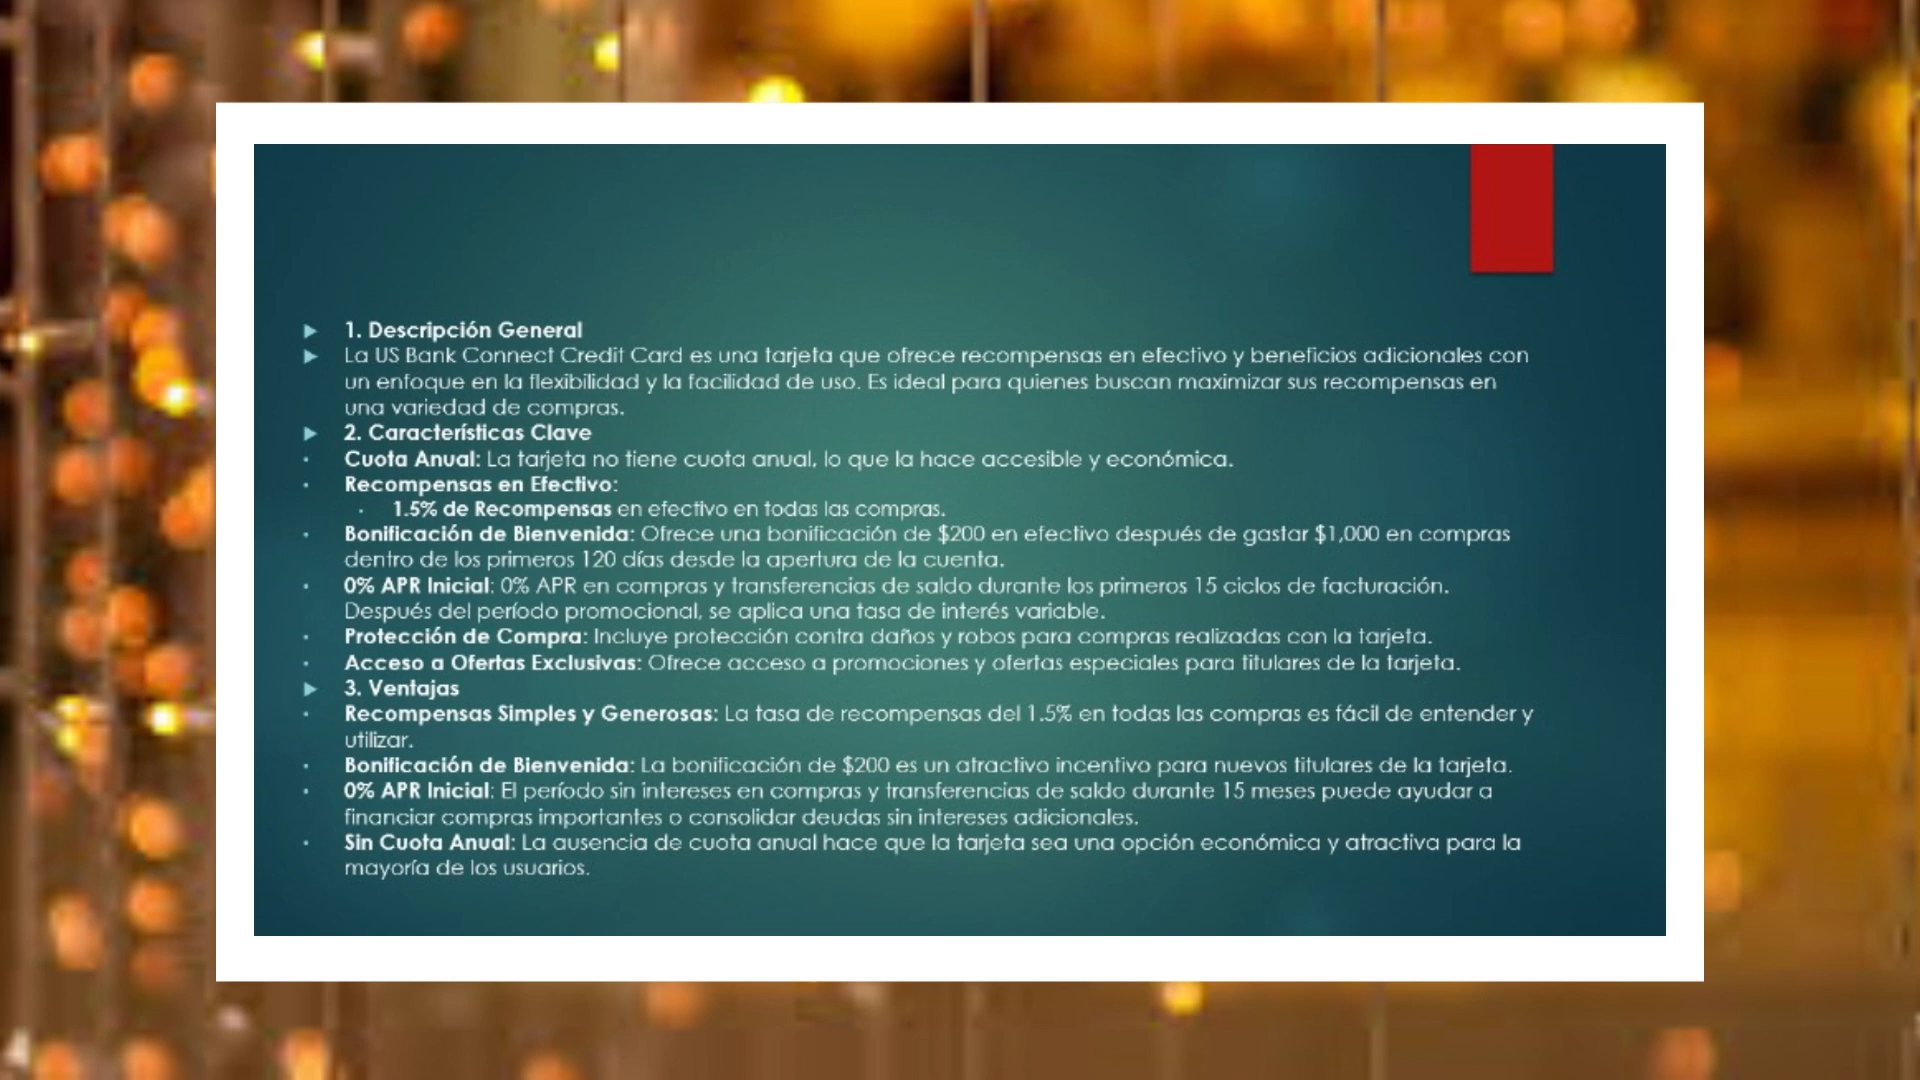 1. Descripción General
La US Bank Connect Credit Card es una tarjeta que ofrece recompensas en efectivo y beneficios adicionales con
un enfoque en la flexibilidad y la facilidad de uso. Es ideal para quienes buscan maximizar sus recompensas en
una variedad de compras.
2. Características Clave
Cuota Anual: La tarjeta no tiene cuota anual, lo que la hace accesible y económica.
Recompensas en Efectivo:
1.5% de Recompensas en efectivo en todas las compras.
Bonificación de Bienvenida: Ofrece una bonificación de $200 en efectivo después de gastar $1,000 en compras
dentro de los primeros 120 días desde la apertura de la cuenta.
0% APR Inicial: 0% APR en compras y transferencias de saldo durante los primeros 15 ciclos de facturación.
Después del período promocional, se aplica una tasa de interés variable.
Protección de Compra: Incluye protección contra daños y robos para compras realizadas con la tarjeta.
Acceso a Ofertas Exclusivas: Ofrece acceso a promociones y ofertas especiales para titulares de la tarjeta.
3. Ventajas
Recompensas Simples y Generosas: La tasa de recompensas del 1.5% en todas las compras es fácil de entender y
utilizar.
Bonificación de Bienvenida: La bonificación de $200 es un atractivo incentivo para nuevos titulares de la tarjeta.
0% APR Inicial: El período sin intereses en compras y transferencias de saldo durante 15 meses puede ayudar a
financiar compras importantes o consolidar deudas sin intereses adicionales.
Sin Cuota Anual: La ausencia de cuota anual hace que la tarjeta sea una opción económica y atractiva para la
mayoría de los usuarios.